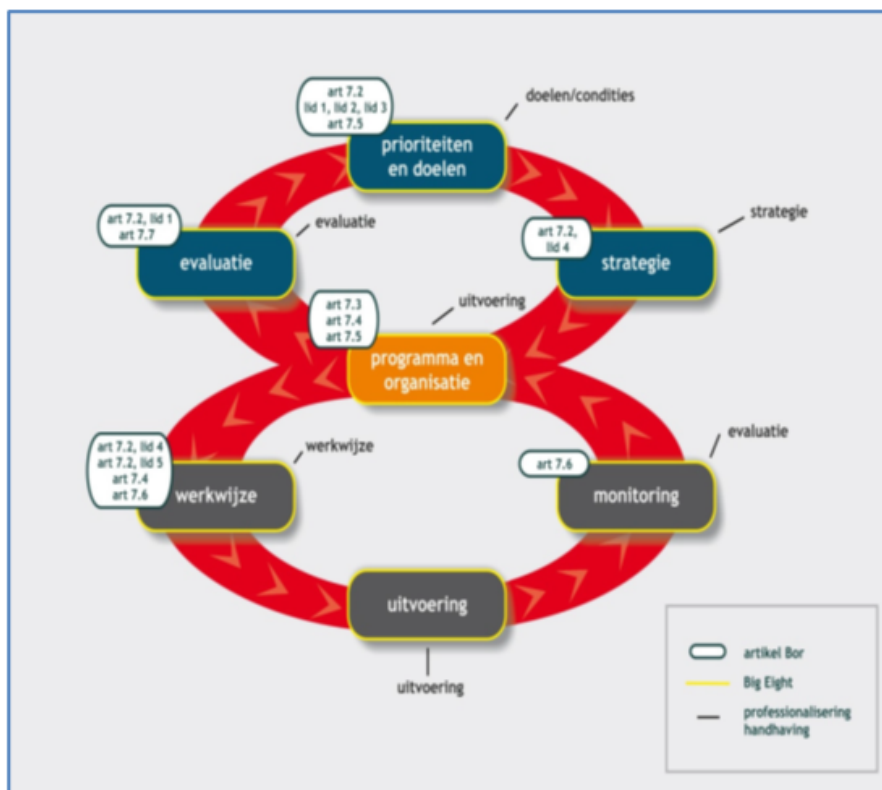 art 7.2
lid 1, lid 2, lid 3
art 7.5
doelen/condities
prioriteiten
en doelen
art 7.2, lid 1
art 7.7
evaluatie
evaluatie
art 7.2,
lid 4
strategie
strategie
art 7.3
art 7.4
art 7.5
uitvoering
programma en
organisatie
art 7.2, lid 4
art 7.2, lid 5
art 7.4
art 7.6
werkwijze
werkwijze
art 7.6
evaluatie
monitoring
uitvoering
uitvoering
artikel Bor
Big Eight
professionalisering
handhaving